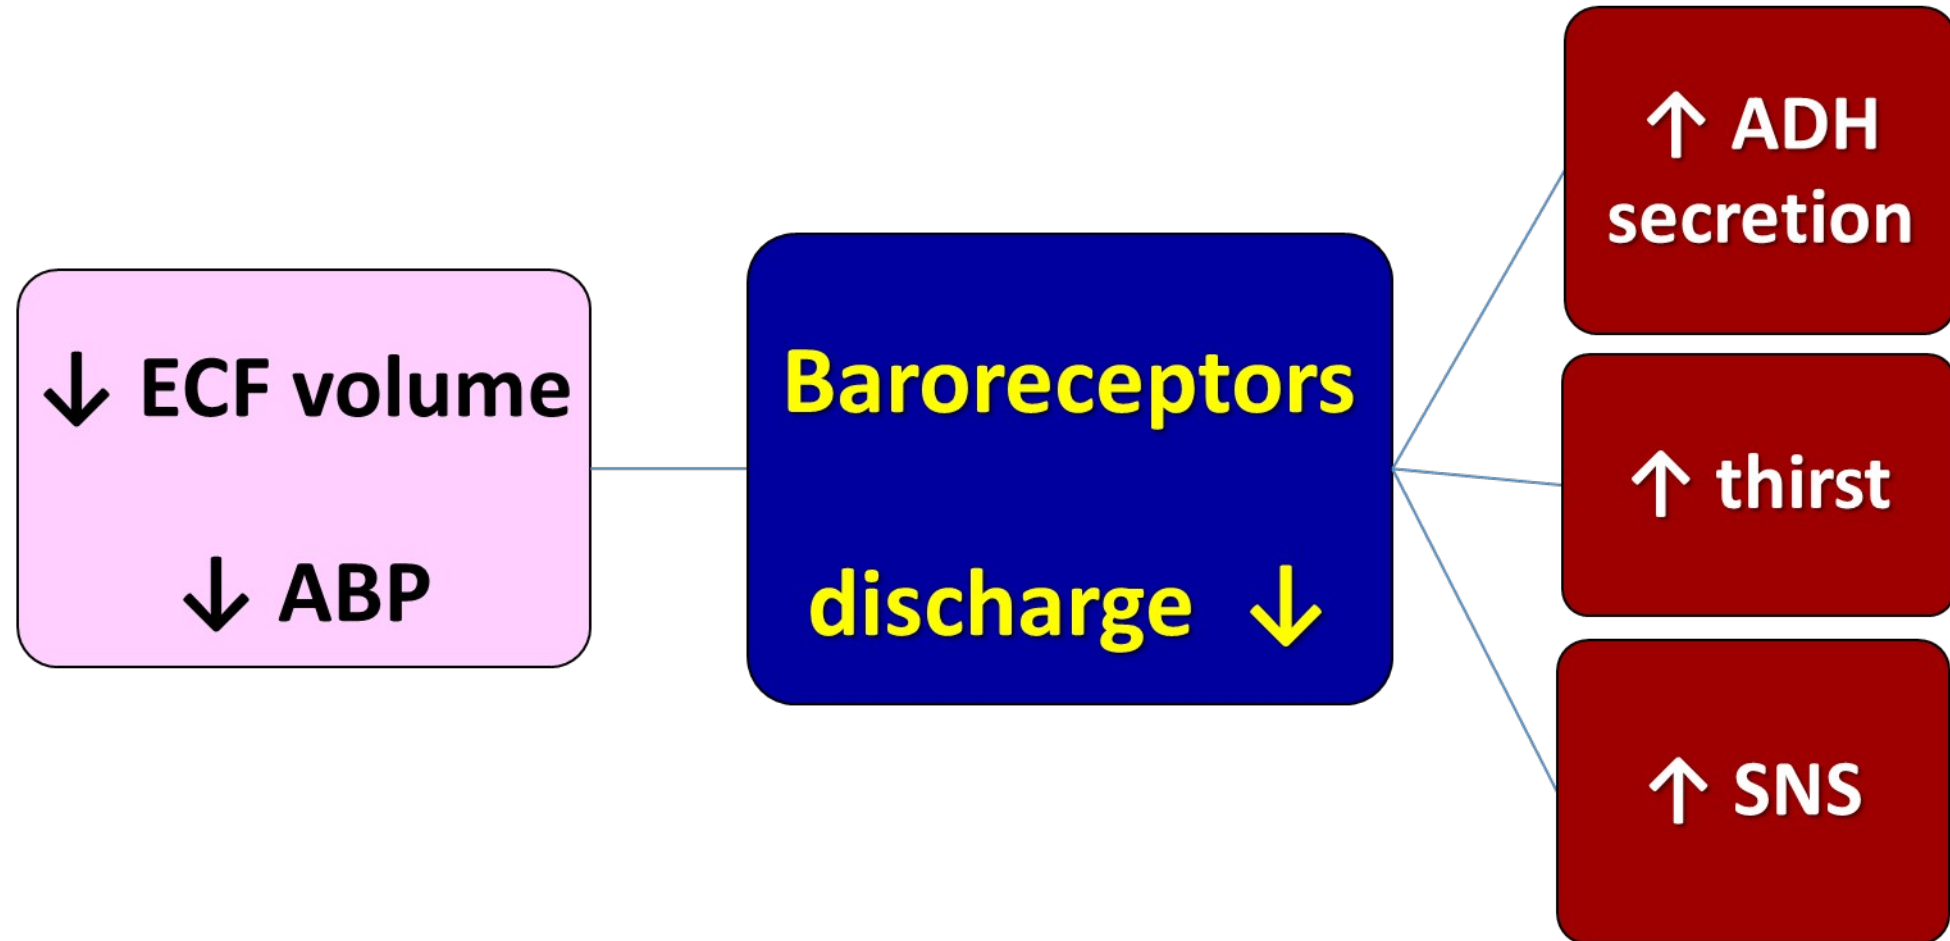 ↓ ECF volume
↓ ABP
Baroreceptors
discharge ↓
↑ ADH
secretion
↑ thirst
↑ SNS